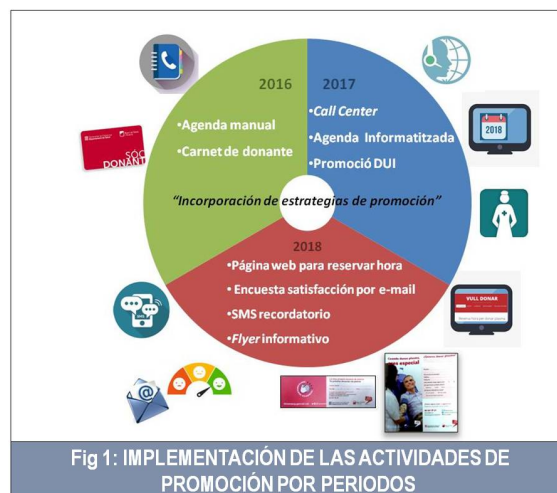 2016
•Agenda manual
•Carnet de donante
2017
•Call Center
•Agenda Informatitzada
•Promoció DUI
“Incorporación de estrategias de promoción”
2018
•Página web para reservar hora
•Encuesta satisfacción por e-mail
•SMS recordatorio
•Flyer informativo
SÓC
DONANT
2018
VULL DONAR
especial
Fig 1: IMPLEMENTACIÓN DE LAS ACTIVIDADES DE
PROMOCIÓN POR PERIODOS